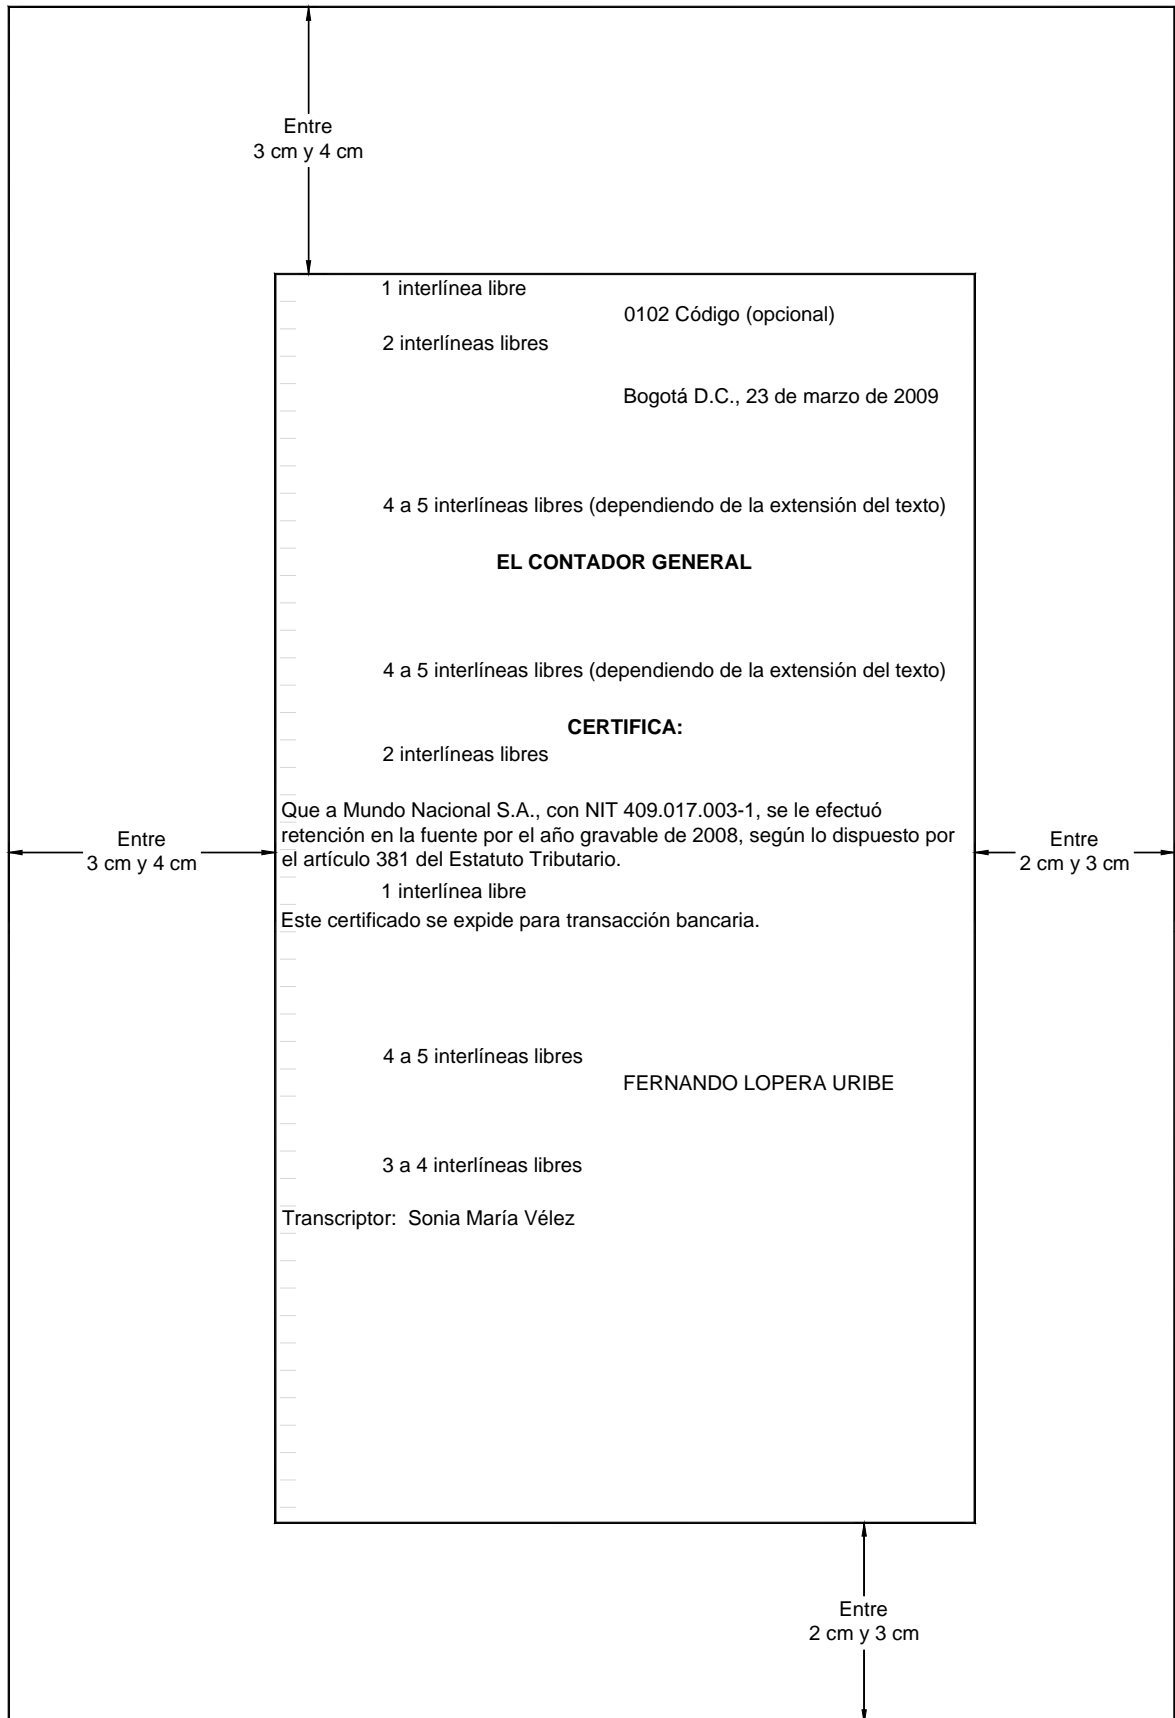 Entre
3 cm y 4 cm
1 interlínea libre
0102 Código (opcional)
2 interlíneas libres
Bogotá D.C., 23 de marzo de 2009
4 a 5 interlíneas libres (dependiendo de la extensión del texto)
EL CONTADOR GENERAL
4 a 5 interlíneas libres (dependiendo de la extensión del texto)
CERTIFICA:
2 interlíneas libres
Que a Mundo Nacional S.A., con NIT 409.017.003-1, se le efectuó
retención en la fuente por el año gravable de 2008, según lo dispuesto por
el artículo 381 del Estatuto Tributario.
Entre
3 cm y 4 cm
Entre
2 cm y 3 cm
1 interlínea libre
Este certificado se expide para transacción bancaria.
4 a 5 interlíneas libres
FERNANDO LOPERA URIBE
3 a 4 interlíneas libres
Transcriptor:  Sonia María Vélez
Entre
2 cm y 3 cm